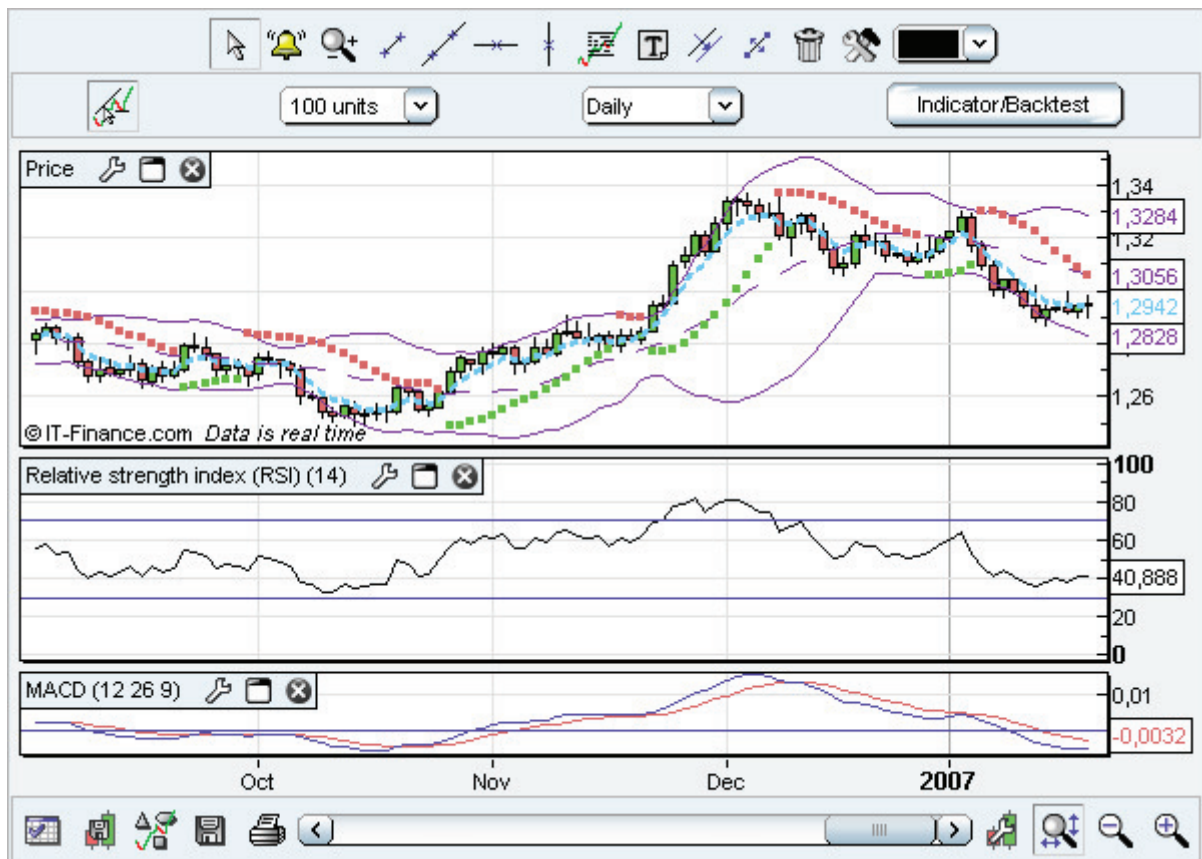 100 units
Daily
Indicator/Backtest
Price
1,34
1,3284
1,32
1,3056
1,2942
1,2828
1,26
© IT-Finance.com Data is real time
Relative strength index (RSI) (14)
100
80
60
40,888
20
0
MACD (12 26 9)
0,01
-0,0032
Oct
Nov
Dec
2007